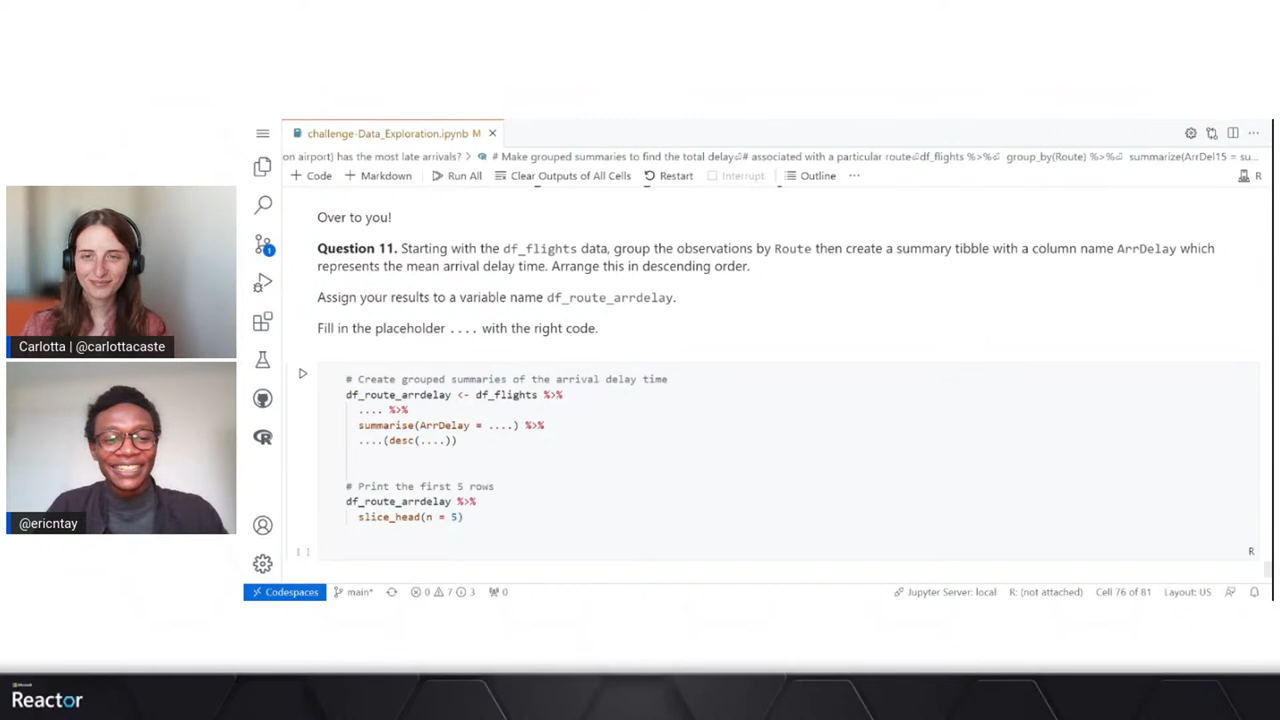 challenge-Data_Exploration.ipynb M
on airport) has the most late arrivals? > # Make grouped summaries to find the total delay⏎# associated with a particular route⏎df_flights %>%⏎ group_by(Route) %>%⏎ summarize(ArrDel15 = su...
+ Code + Markdown Run All Clear Outputs of All Cells Restart Interrupt Outline ... R
Over to you!
Question 11. Starting with the df_flights data, group the observations by Route then create a summary tibble with a column name ArrDelay which
represents the mean arrival delay time. Arrange this in descending order.
Assign your results to a variable name df_route_arrdelay.
Fill in the placeholder .... with the right code.
# Create grouped summaries of the arrival delay time
df_route_arrdelay <- df_flights %>%
.... %>%
summarise(ArrDelay = ....) %>%
....(desc(....))
# Print the first 5 rows
df_route_arrdelay %>%
slice_head(n = 5)
[ ] R
1
Carlotta | @carlottacaste
@ericntay
Codespaces main* 0 7 3 0 Jupyter Server: local R: (not attached) Cell 76 of 81 Layout: US
Microsoft
Reactor